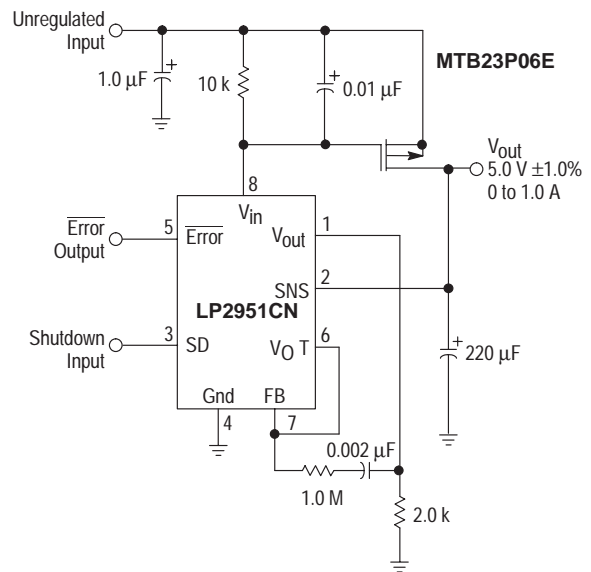 Unregulated
Input
MTB23P06E
1.0 µF
+
10 k
+
0.01 µF
Vout
5.0 V ±1.0%
0 to 1.0 A
8
Vin
Error
Output
5
Error
Vout
1
SNS
2
LP2951CN
Shutdown
Input
3
SD
VO T
6
+
220 µF
Gnd
FB
4
7
0.002 µF
1.0 M
2.0 k